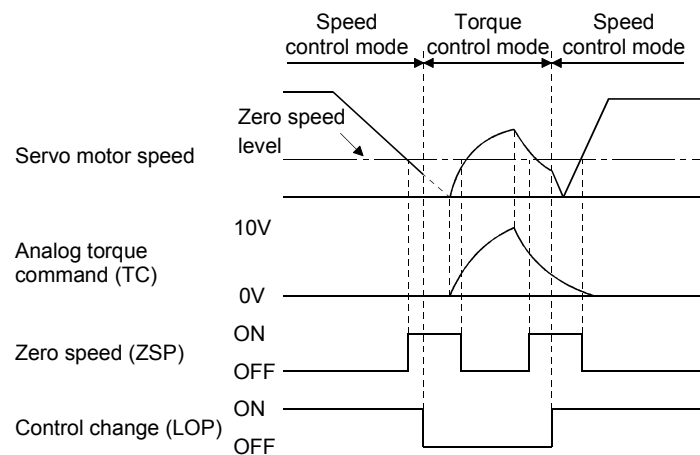 Speed
control mode
Torque
control mode
Speed
control mode
Zero speed
level
Servo motor speed
10V
Analog torque
command (TC)
0V
ON
Zero speed (ZSP)
OFF
ON
Control change (LOP)
OFF